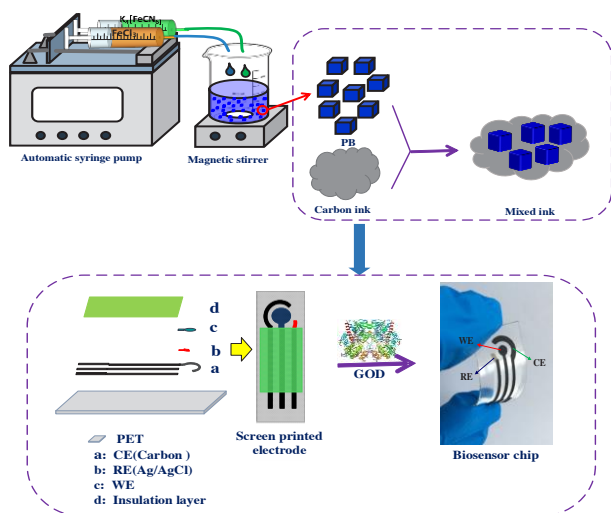 K3[FeCN6]
FeCl3
Automatic syringe pump
Magnetic stirrer
PB
Carbon ink
Mixed ink
d
c
b
a
PET
a: CE(Carbon )
b: RE(Ag/AgCl)
c: WE
d: Insulation layer
Screen printed
electrode
GOD
WE
RE
CE
Biosensor chip